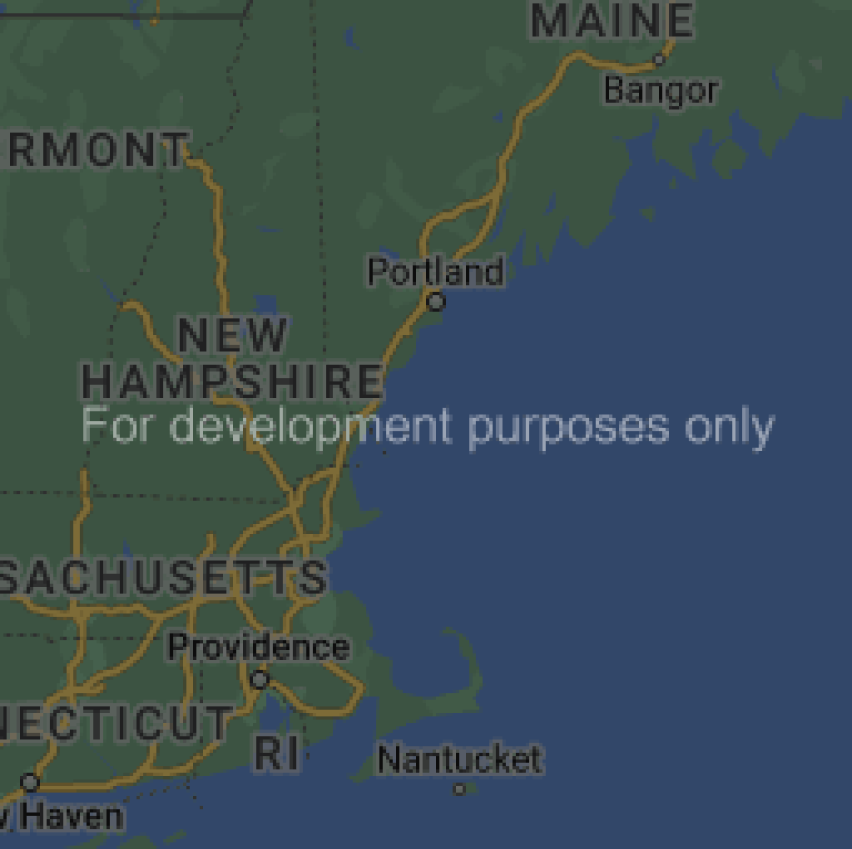 MAINE
Bangor
RMONT
Portland
NEW
HAMPSHIRE
For development purposes only
SACHUSETTS
Providence
NECTICUT
RI
Nantucket
v Haven